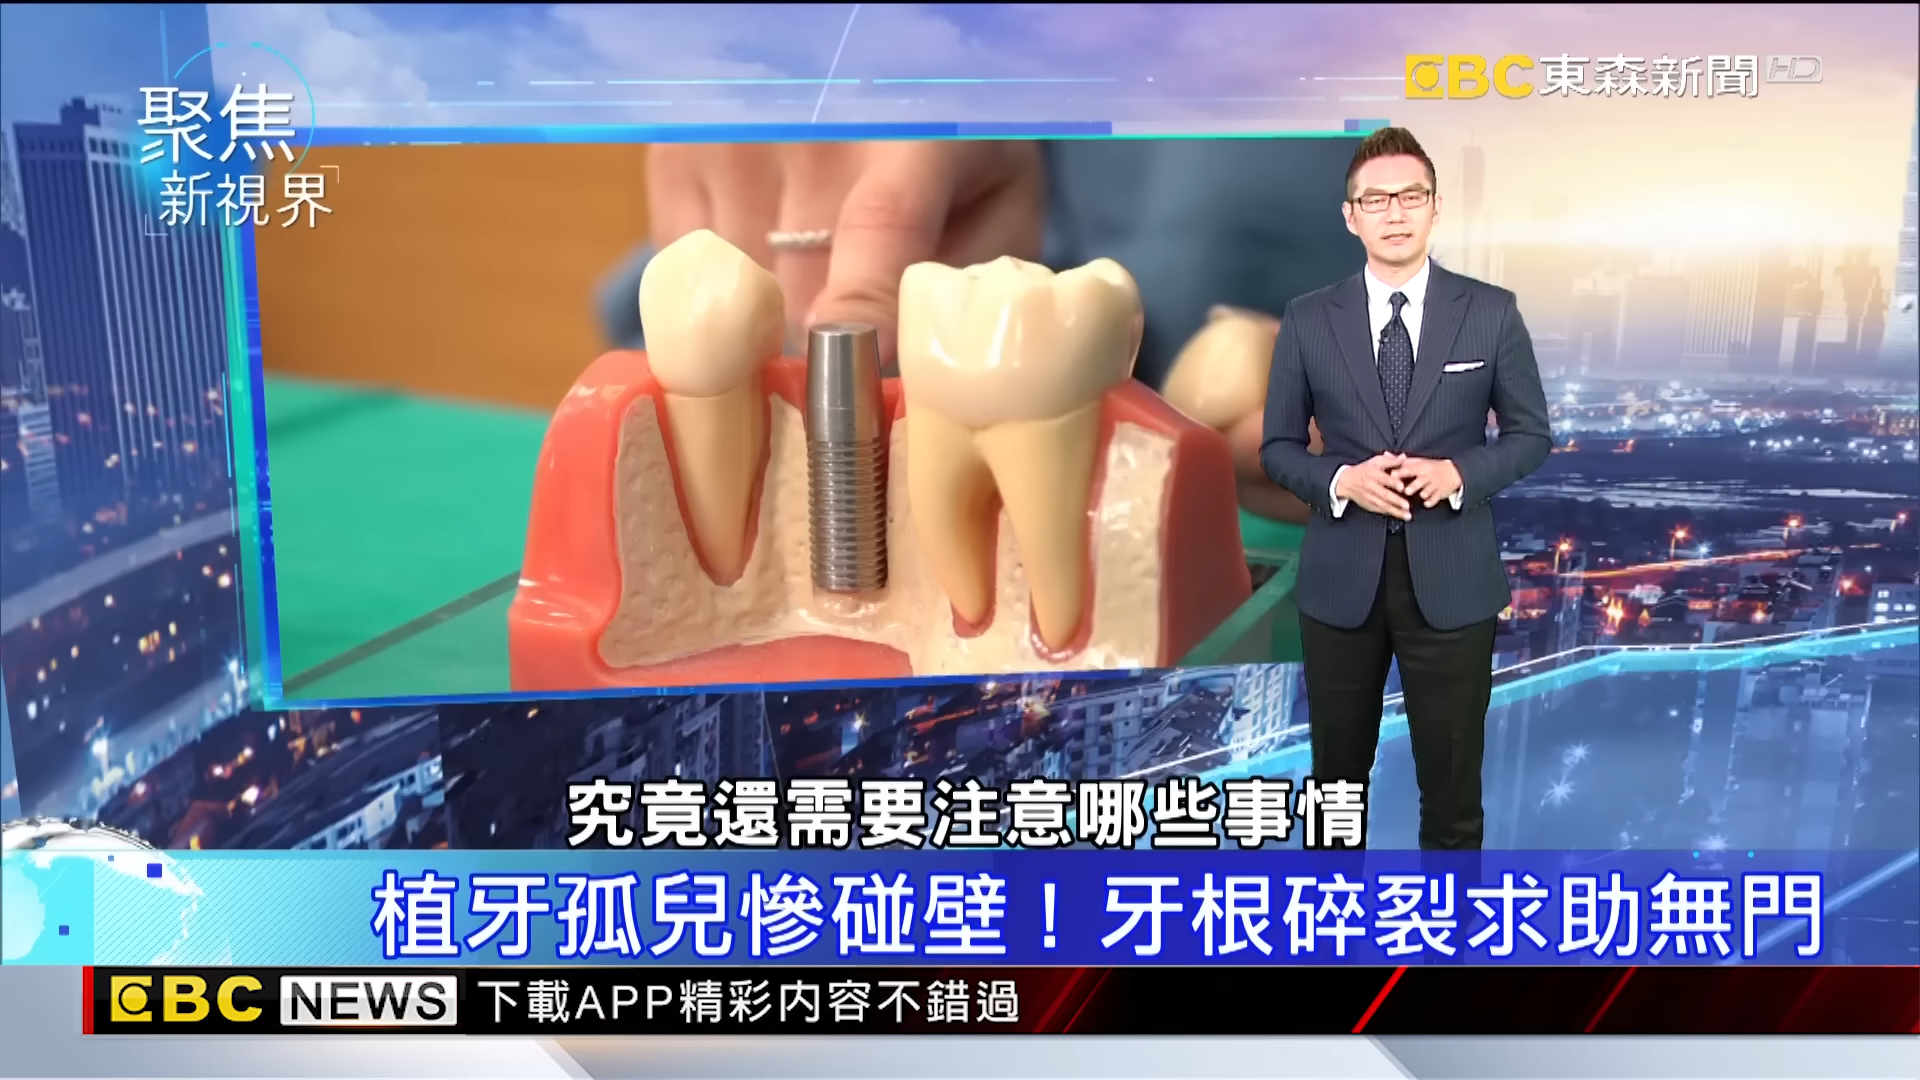 聚焦
新視界
EBC東森新聞HD
究竟還需要注意哪些事情
植牙孤兒慘碰壁！牙根碎裂求助無門
EBC NEWS 下載APP精彩內容不錯過